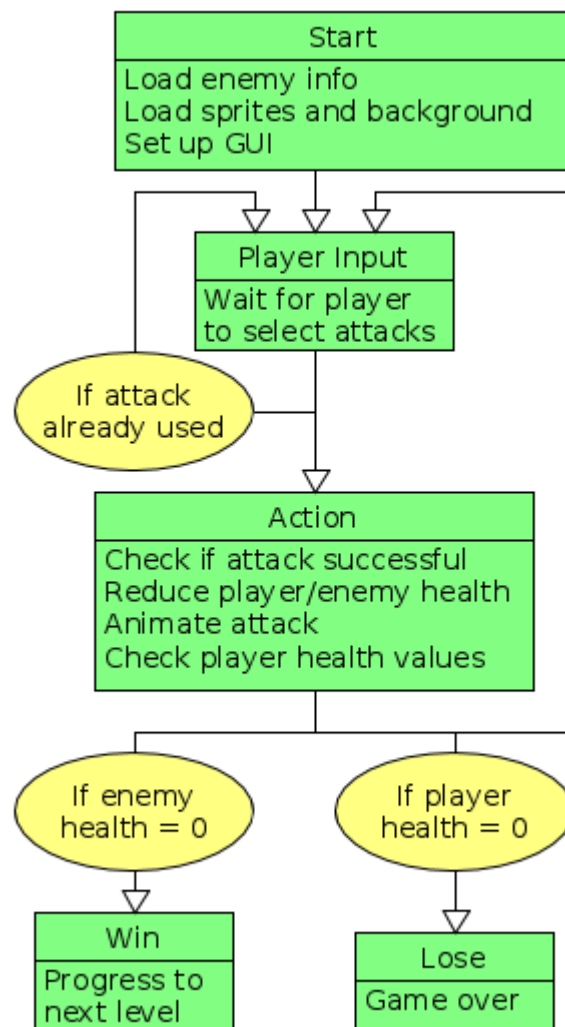 Start
Load enemy info
Load sprites and background
Set up GUI
Player Input
Wait for player
to select attacks
If attack
already used
Action
Check if attack successful
Reduce player/enemy health
Animate attack
Check player health values
If enemy
health = 0
If player
health = 0
Win
Progress to
next level
Lose
Game over